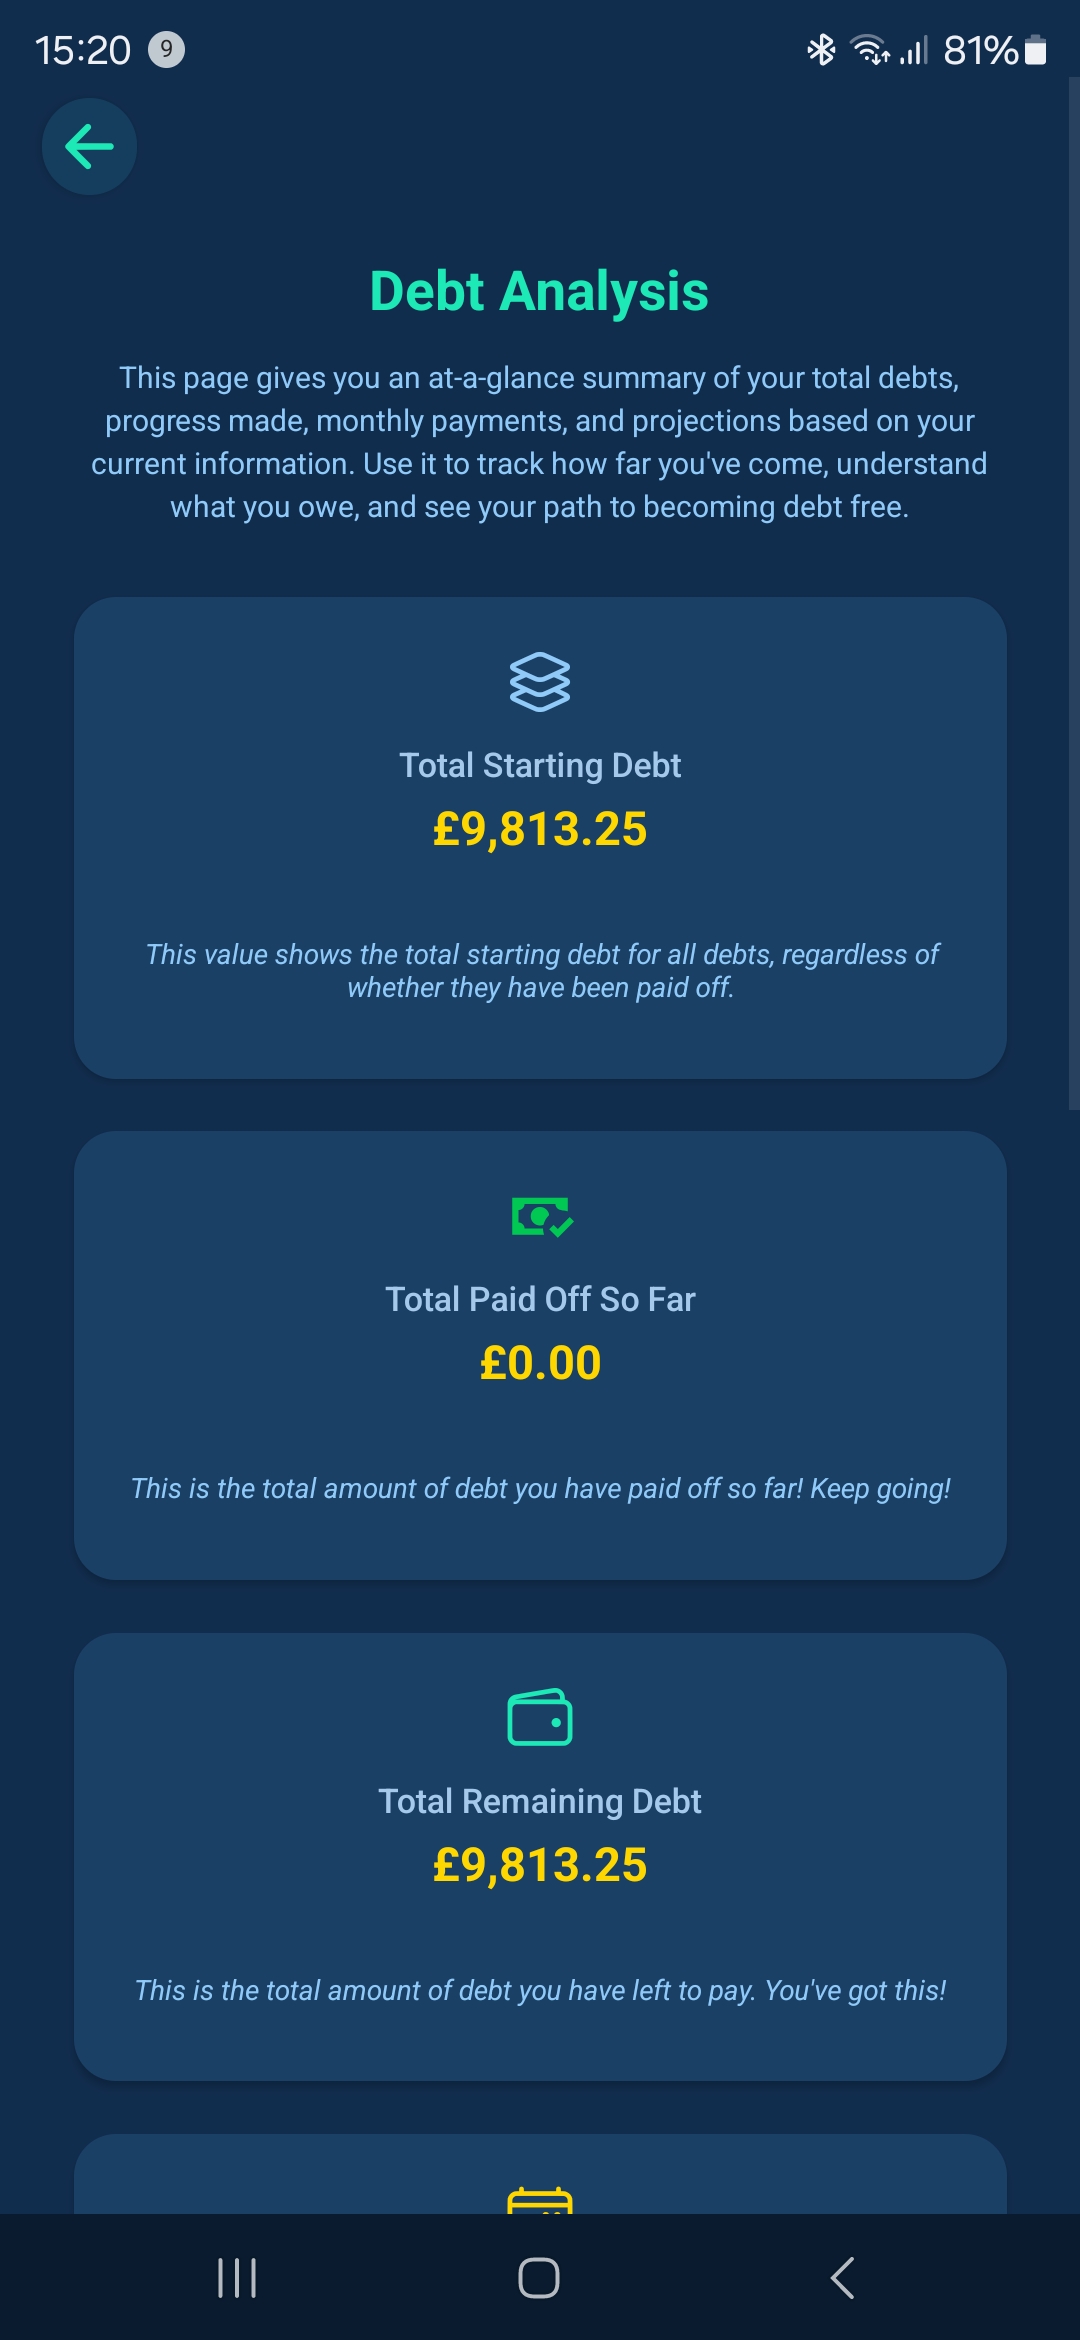 15:20 9 81%
Debt Analysis
This page gives you an at-a-glance summary of your total debts,
progress made, monthly payments, and projections based on your
current information. Use it to track how far you've come, understand
what you owe, and see your path to becoming debt free.
Total Starting Debt
£9,813.25
This value shows the total starting debt for all debts, regardless of
whether they have been paid off.
Total Paid Off So Far
£0.00
This is the total amount of debt you have paid off so far! Keep going!
Total Remaining Debt
£9,813.25
This is the total amount of debt you have left to pay. You've got this!